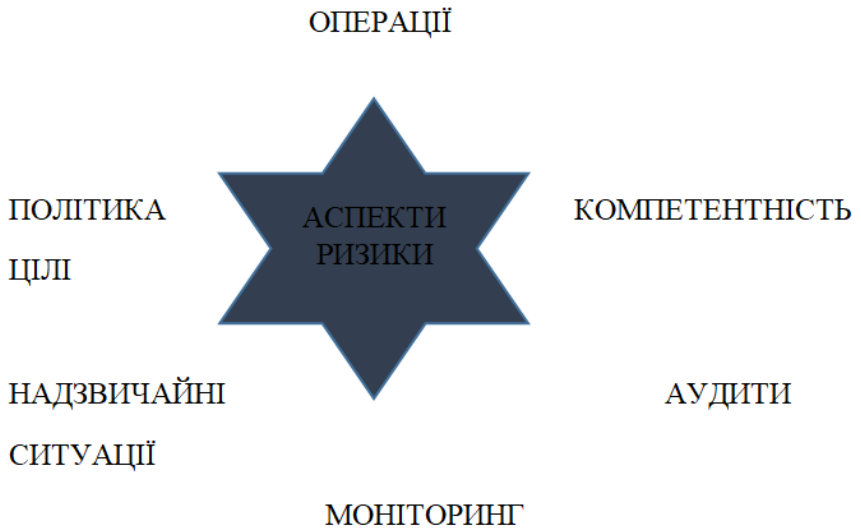 ОПЕРАЦІЇ
ПОЛІТИКА
ЦІЛІ
АСПЕКТИ
РИЗИКИ
КОМПЕТЕНТНІСТЬ
НАДЗВИЧАЙНІ
СИТУАЦІЇ
АУДИТИ
МОНІТОРИНГ